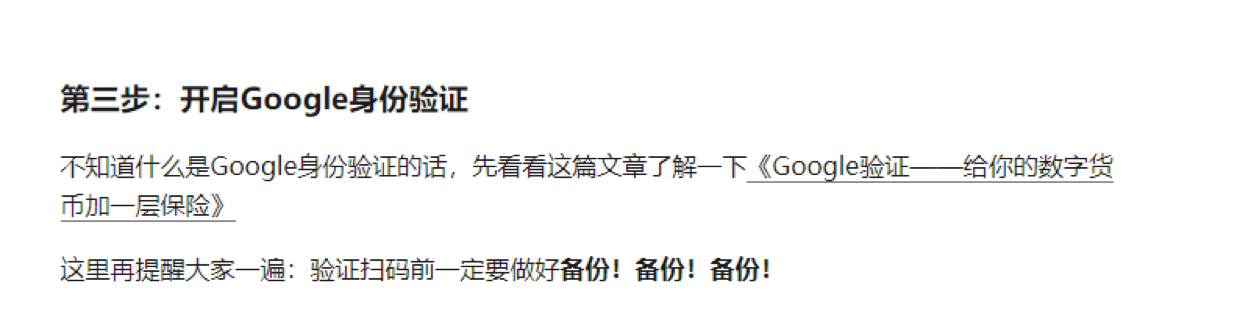 第三步：开启Google身份验证
不知道什么是Google身份验证的话，先看看这篇文章了解一下《Google验证——给你的数字货
币加一层保险》
这里再提醒大家一遍：验证扫码前一定要做好备份！备份！备份！